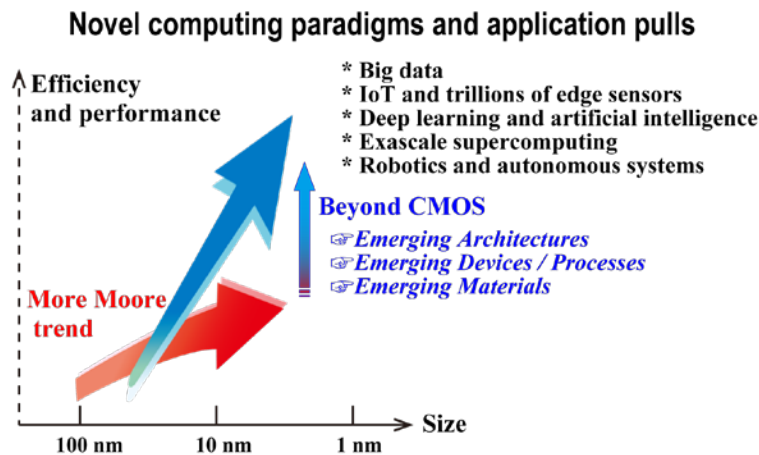 Novel computing paradigms and application pulls
Efficiency
and performance
* Big data
* IoT and trillions of edge sensors
* Deep learning and artificial intelligence
* Exascale supercomputing
* Robotics and autonomous systems
Beyond CMOS
☞Emerging Architectures
☞Emerging Devices / Processes
☞Emerging Materials
More Moore
trend
Size
100 nm
10 nm
1 nm